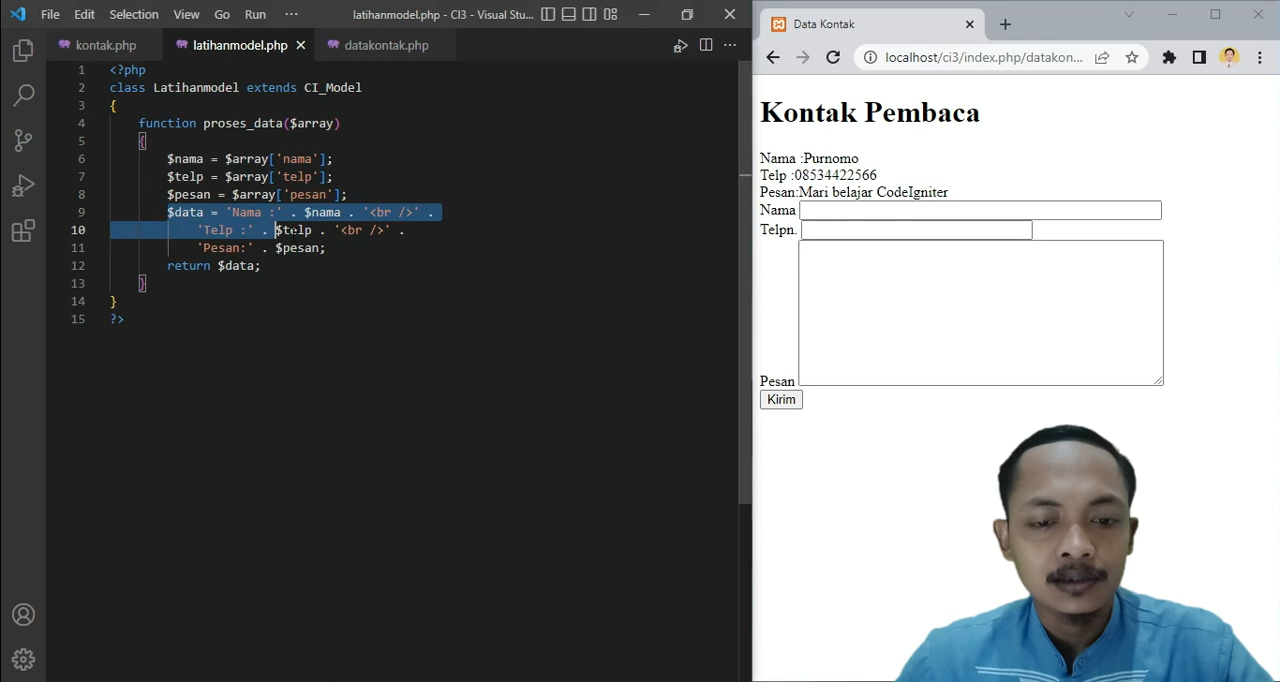 File Edit Selection View Go Run ··· latihanmodel.php - CI3 - Visual Stu...
kontak.php latihanmodel.php datakontak.php ···
1 <?php
2 class Latihanmodel extends CI_Model
3 {
4 function proses_data($array)
5 {
6 $nama = $array['nama'];
7 $telp = $array['telp'];
8 $pesan = $array['pesan'];
9 $data = 'Nama :' . $nama . '<br />' .
10 'Telp :' . $telp . '<br />' .
11 'Pesan:' . $pesan;
12 return $data;
13 }
14 }
15 ?>
Data Kontak
localhost/ci3/index.php/datakon...
Kontak Pembaca
Nama :Purnomo
Telp :08534422566
Pesan:Mari belajar CodeIgniter
Nama
Telpn.
Pesan
Kirim